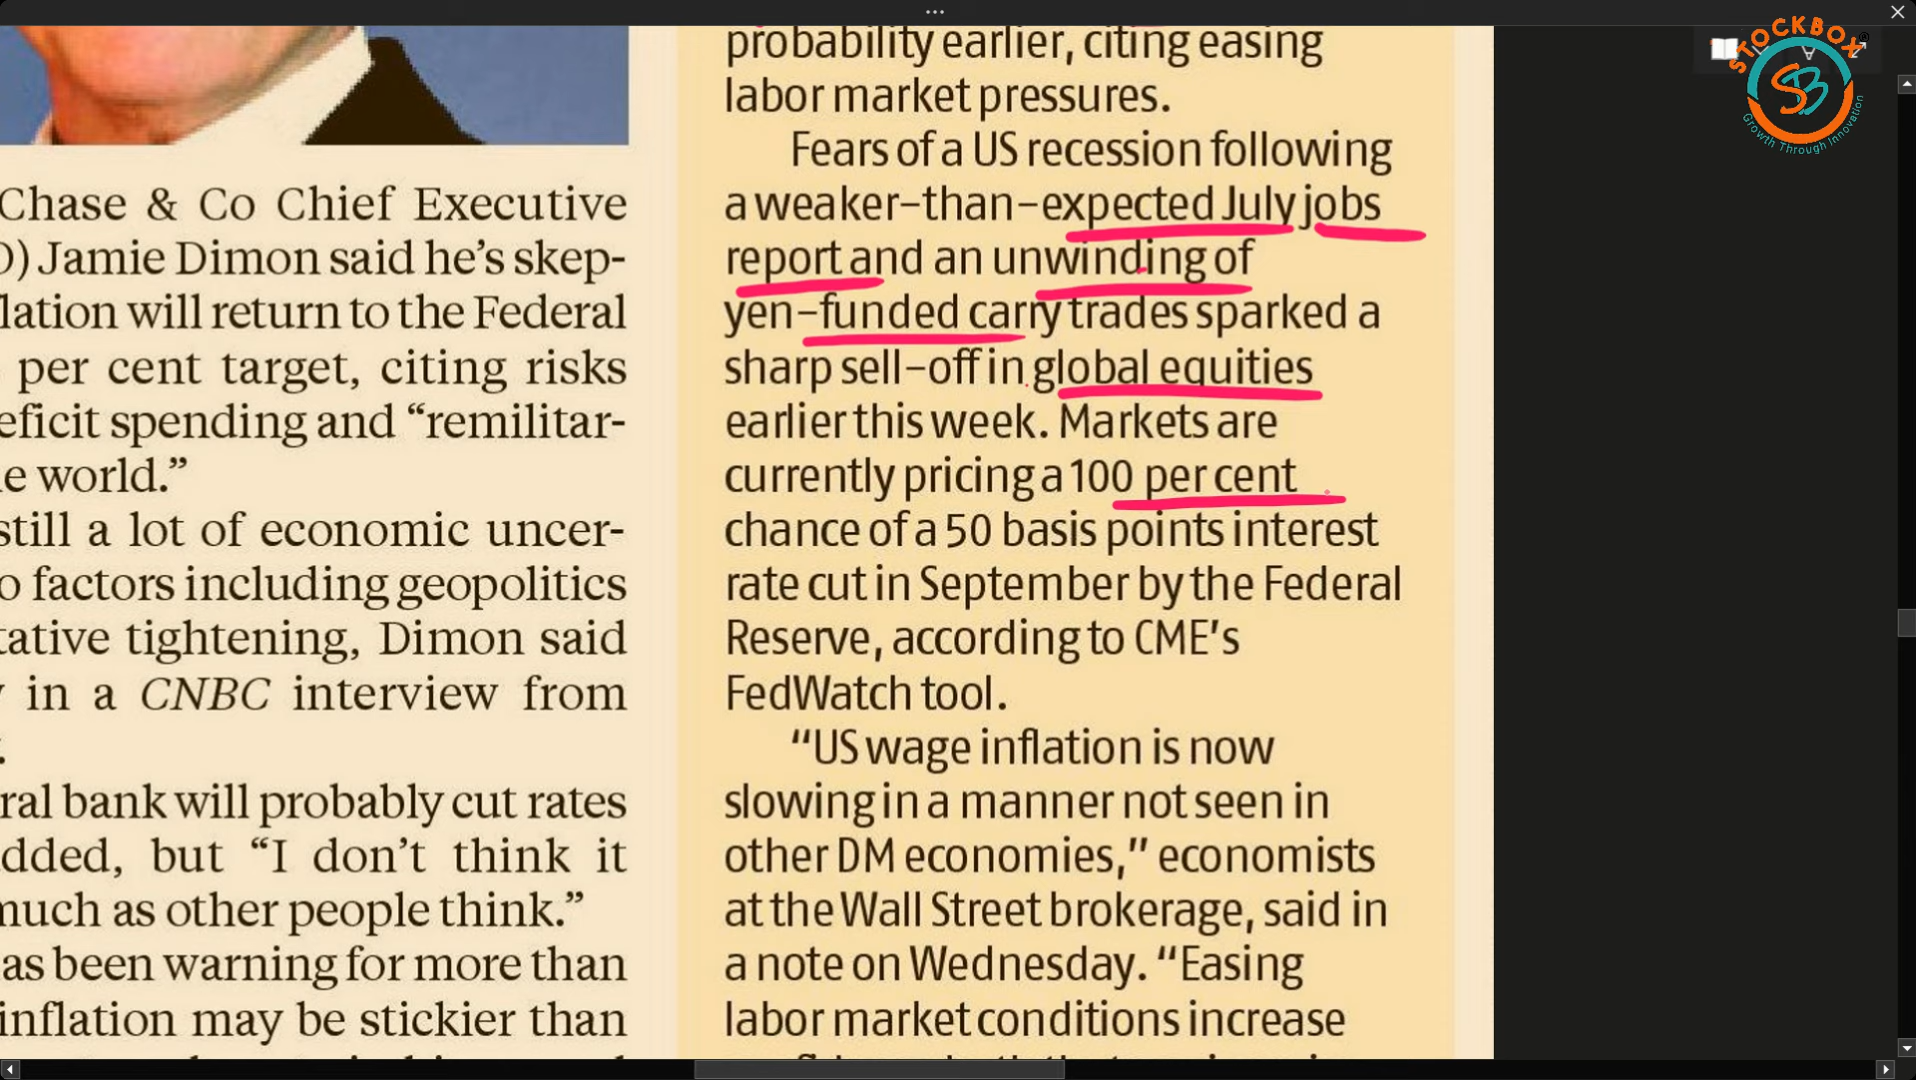 STOCKBOX
SB
Growth Through Innovation
Chase & Co Chief Executive
O) Jamie Dimon said he's skep-
lation will return to the Federal
per cent target, citing risks
eficit spending and “remilitar-
e world.”
still a lot of economic uncer-
o factors including geopolitics
tative tightening, Dimon said
in a CNBC interview from
ral bank will probably cut rates
dded, but “I don't think it
much as other people think.”
as been warning for more than
inflation may be stickier than
probability earlier, citing easing
labor market pressures.
Fears of a US recession following
a weaker-than-expected July jobs
report and an unwinding of
yen-funded carry trades sparked a
sharp sell-off in global equities
earlier this week. Markets are
currently pricing a 100 per cent
chance of a 50 basis points interest
rate cut in September by the Federal
Reserve, according to CME's
FedWatch tool.
“US wage inflation is now
slowing in a manner not seen in
other DM economies,” economists
at the Wall Street brokerage, said in
a note on Wednesday. “Easing
labor market conditions increase